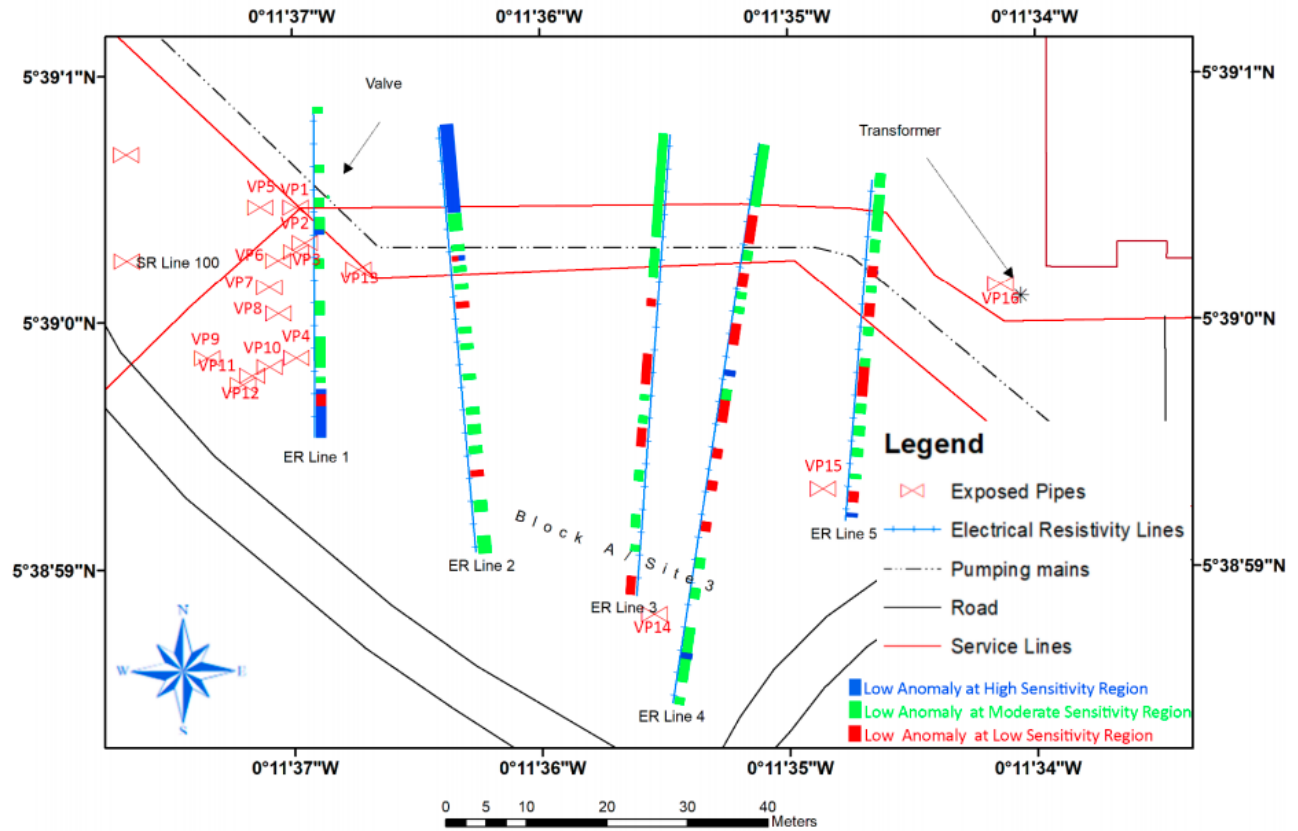 0°11'37"W
0°11'36"W
0°11'35"W
0°11'34"W
5°39'1"N
5°39'1"N
Valve
Transformer
VP5
VP1
VP2
VP6
VP3
SR Line 100
VP13
VP7
VP16
VP8
5°39'0"N
5°39'0"N
VP9
VP10
VP4
VP11
VP12
ER Line 1
VP15
ER Line 5
Block A / Site 3
ER Line 2
5°38'59"N
5°38'59"N
ER Line 3
VP14
ER Line 4
Legend
Exposed Pipes
Electrical Resistivity Lines
Pumping mains
Road
Service Lines
Low Anomaly at High Sensitivity Region
Low Anomaly at Moderate Sensitivity Region
Low Anomaly at Low Sensitivity Region
N
W
E
S
0°11'37"W
0°11'36"W
0°11'35"W
0°11'34"W
0 5 10 20 30 40
Meters